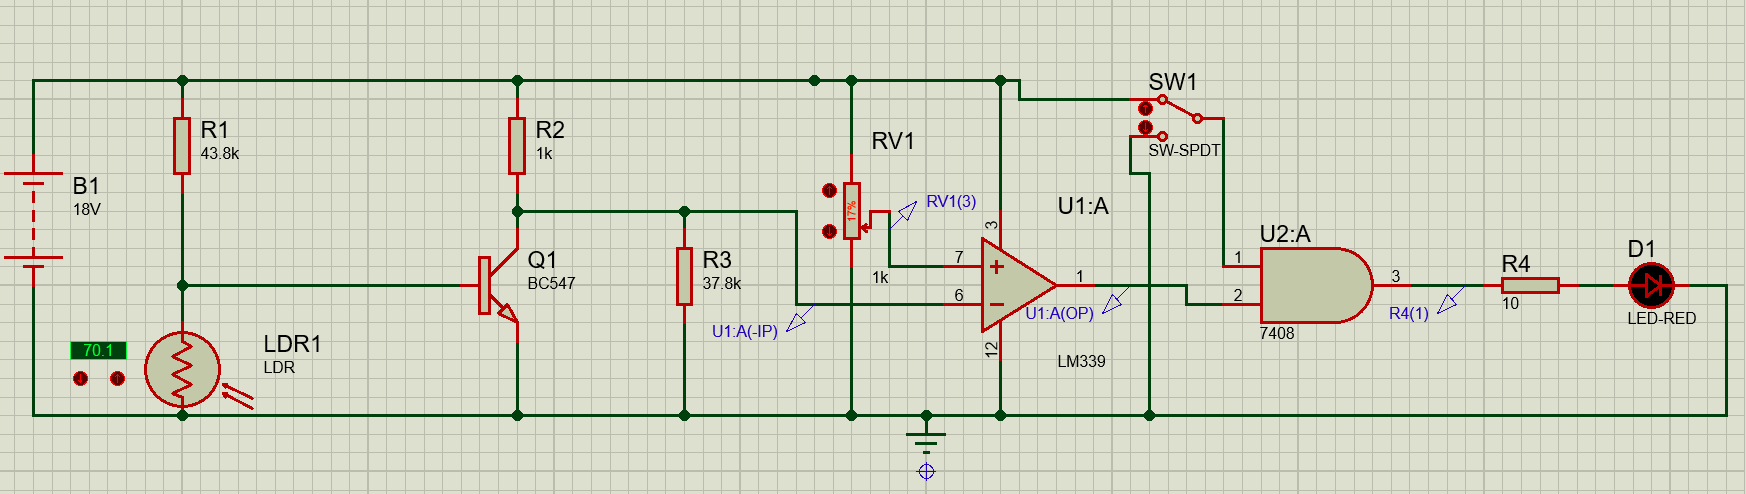 B1
18V
R1
43.8k
70.1
LDR1
LDR
R2
1k
Q1
BC547
R3
37.8k
U1:A(-IP)
RV1
17%
1k
RV1(3)
U1:A
3
7
6
1
12
+
−
LM339
U1:A(OP)
SW1
SW-SPDT
U2:A
1
2
3
7408
R4(1)
R4
10
D1
LED-RED